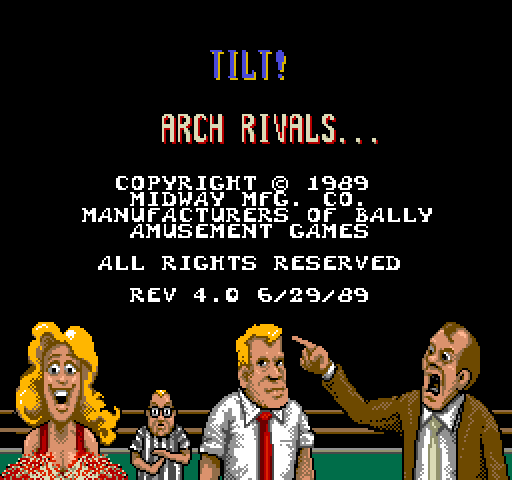 TILT!
ARCH RIVALS...
COPYRIGHT © 1989
MIDWAY MFG. CO.
MANUFACTURERS OF BALLY
AMUSEMENT GAMES
ALL RIGHTS RESERVED
REV 4.0 6/29/89